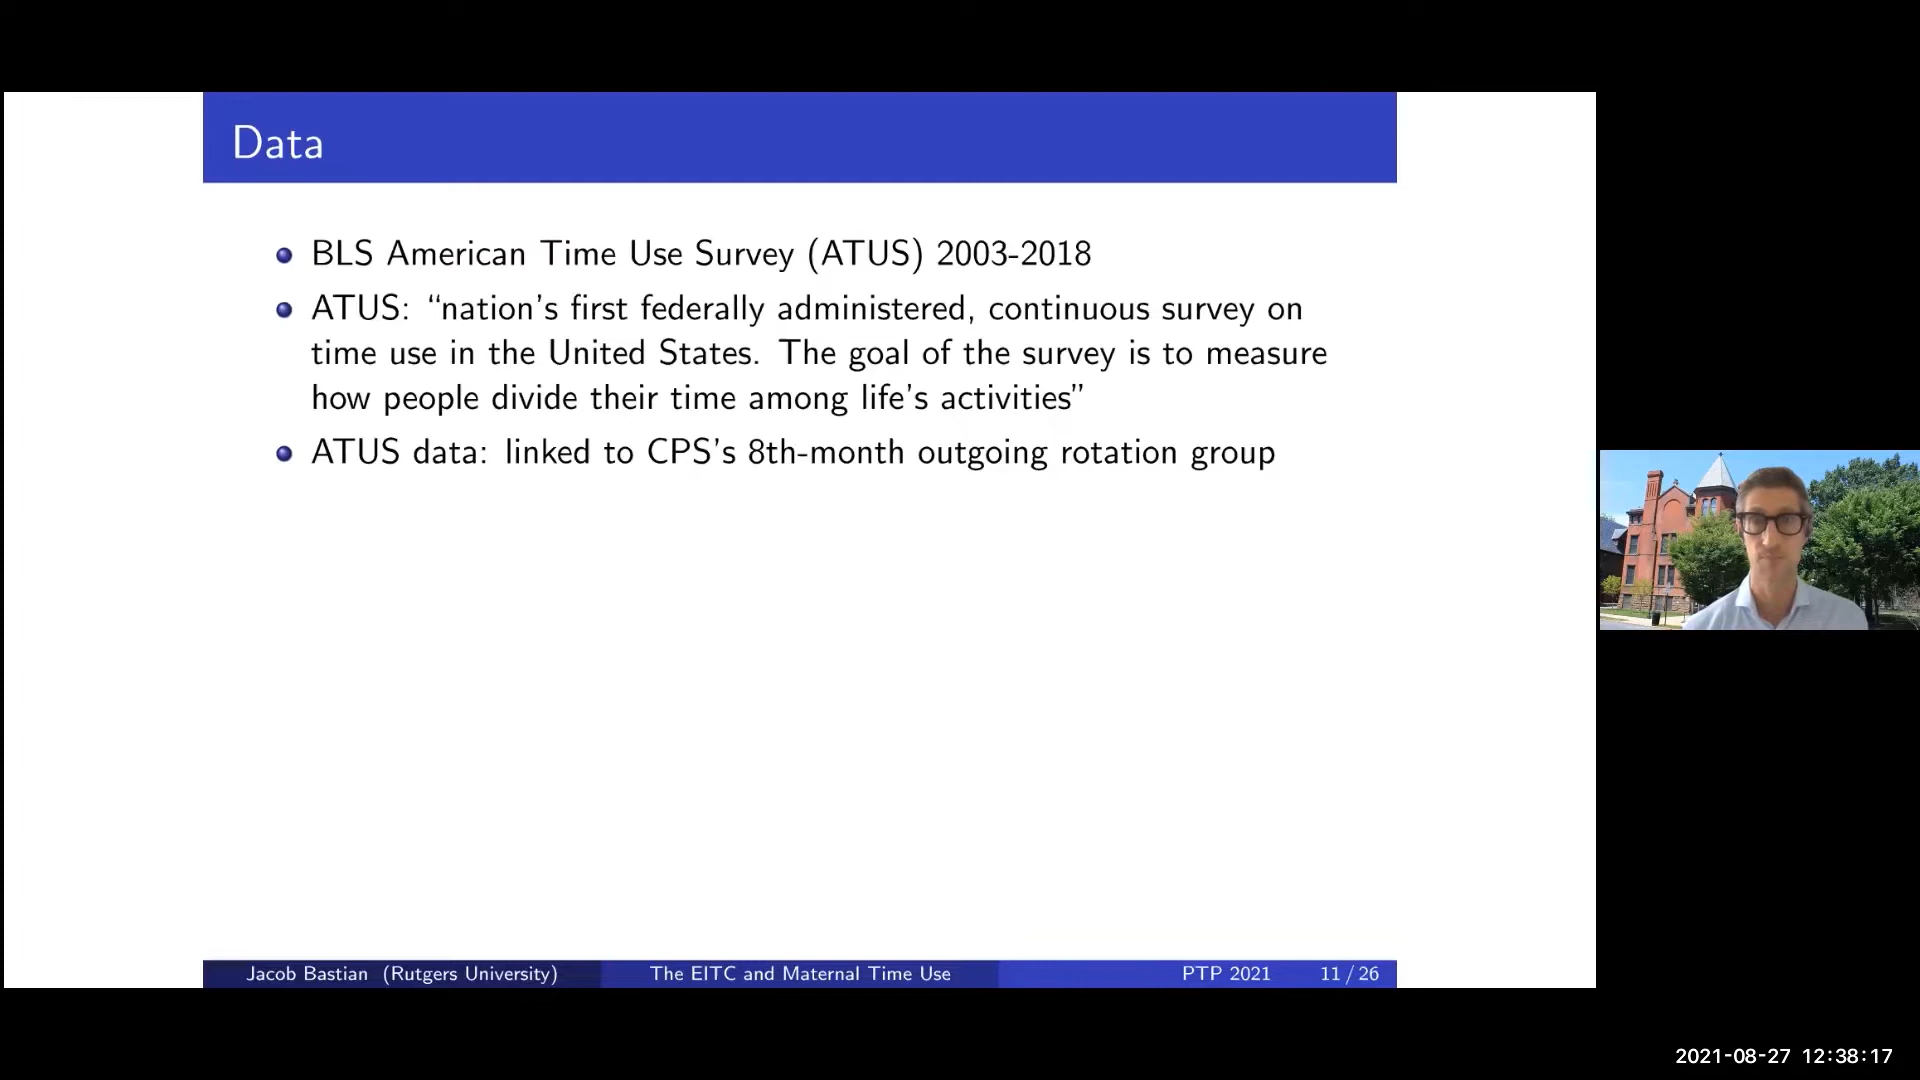 Data
BLS American Time Use Survey (ATUS) 2003-2018
ATUS: “nation’s first federally administered, continuous survey on
time use in the United States. The goal of the survey is to measure
how people divide their time among life’s activities”
ATUS data: linked to CPS’s 8th-month outgoing rotation group
Jacob Bastian (Rutgers University) The EITC and Maternal Time Use PTP 2021 11 / 26
2021-08-27 12:38:17